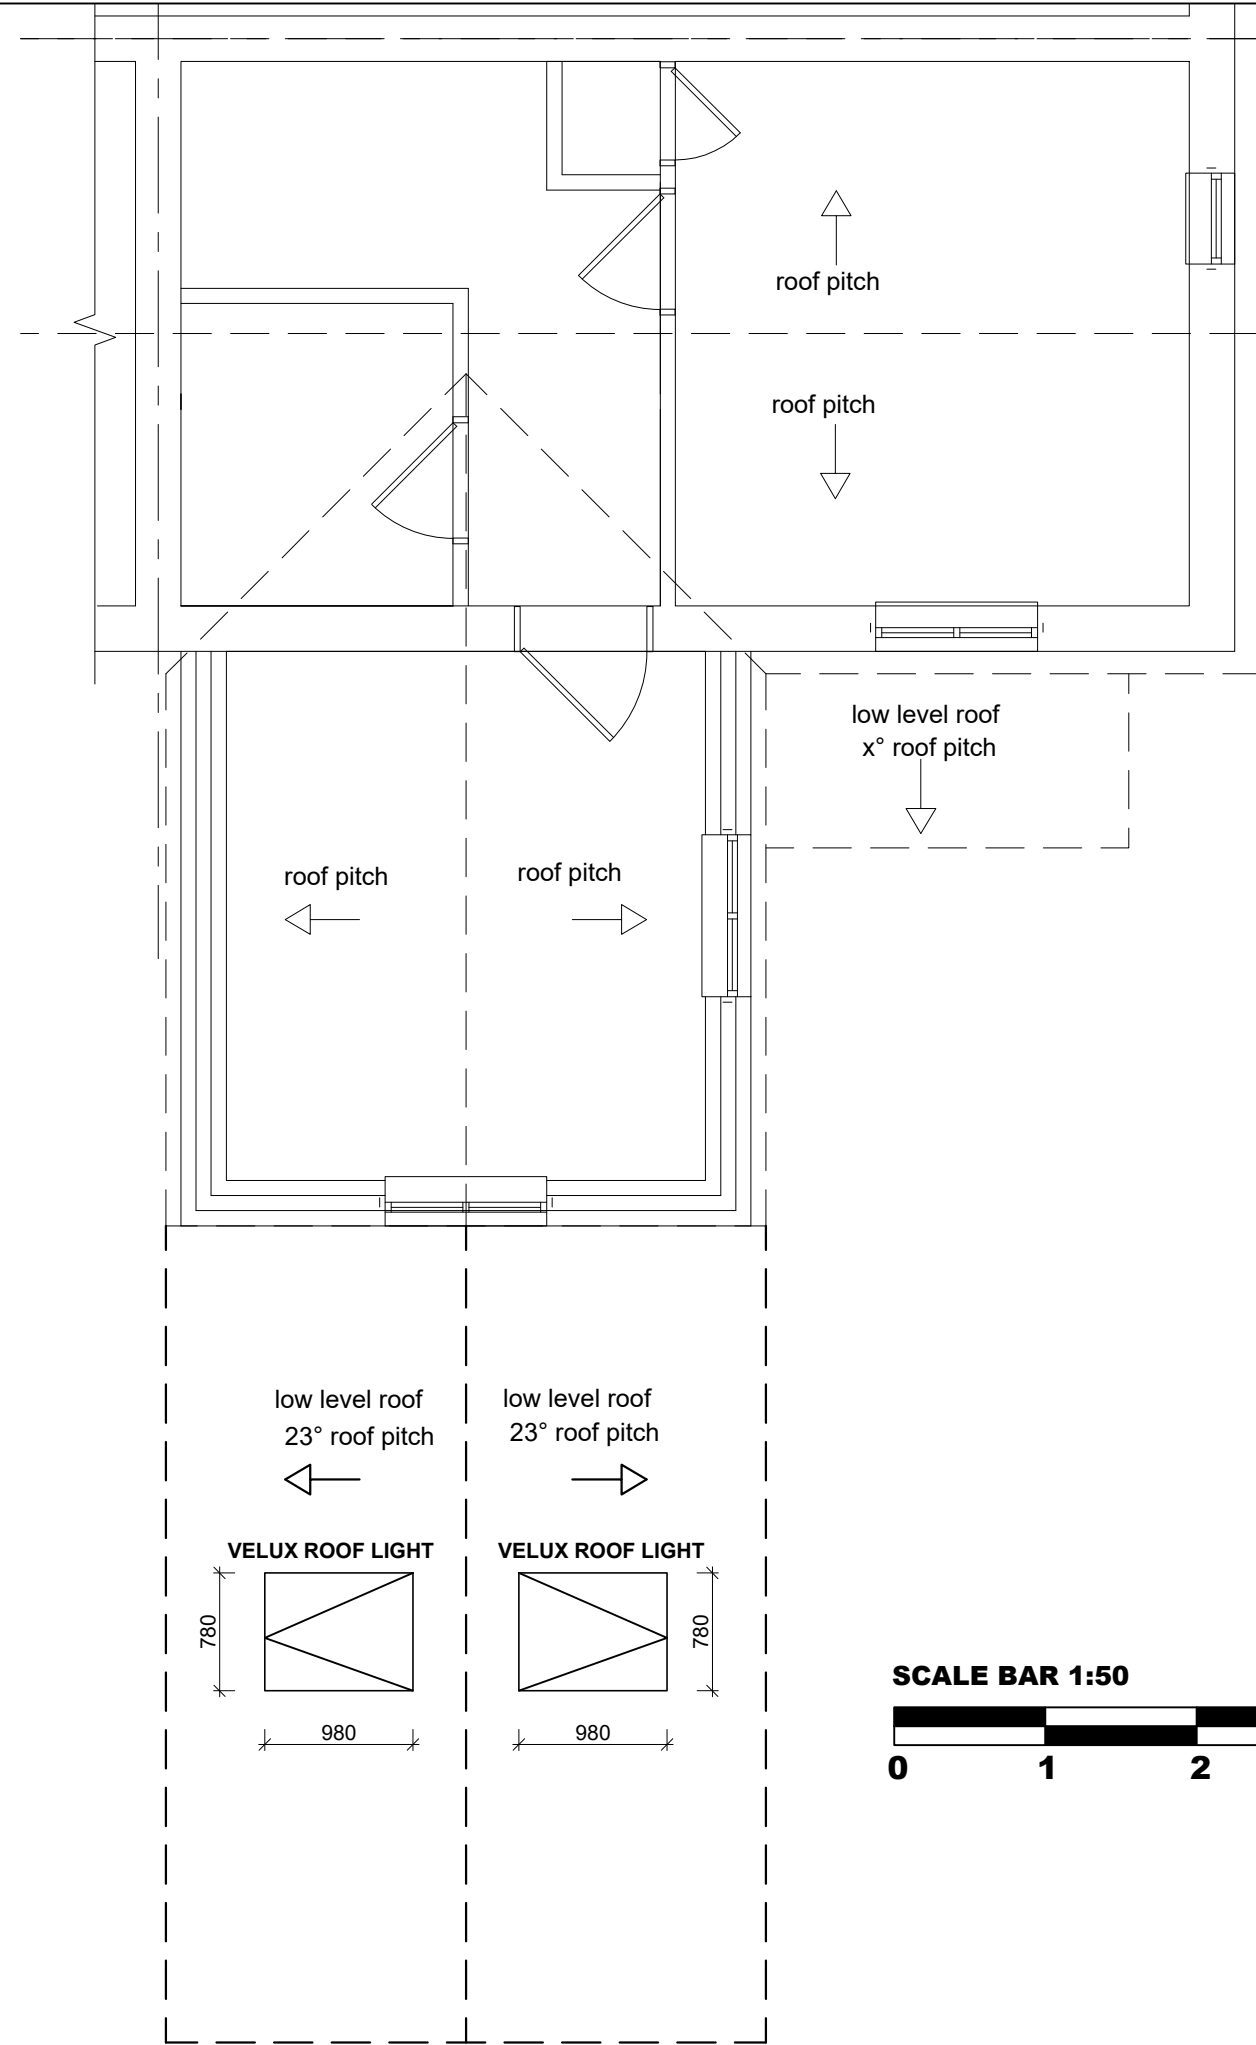 roof pitch
roof pitch
low level roof
x° roof pitch
roof pitch
roof pitch
low level roof
23° roof pitch
low level roof
23° roof pitch
VELUX ROOF LIGHT
VELUX ROOF LIGHT
780
780
980
980
SCALE BAR 1:50
0 1 2